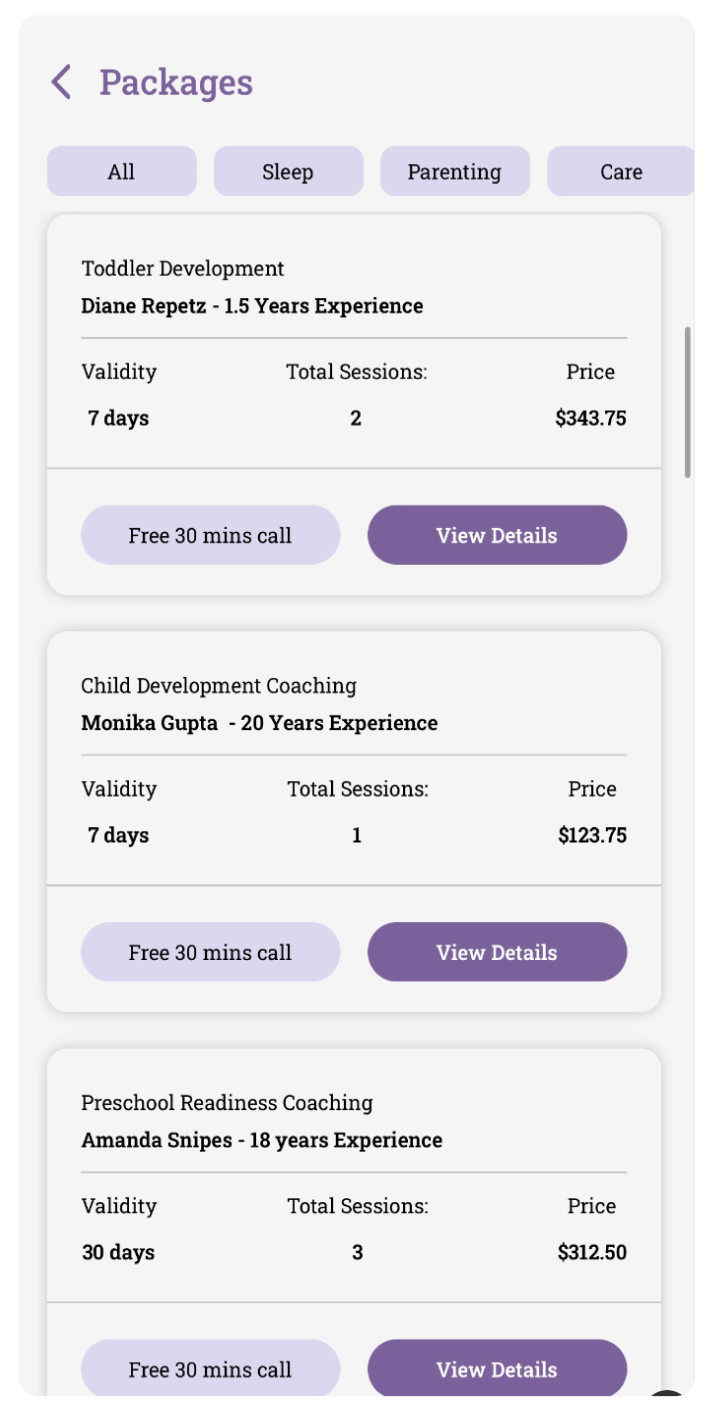 Packages
All Sleep Parenting Care
Toddler Development
Diane Repetz - 1.5 Years Experience
Validity Total Sessions: Price
7 days 2 $343.75
Free 30 mins call View Details
Child Development Coaching
Monika Gupta  - 20 Years Experience
Validity Total Sessions: Price
7 days 1 $123.75
Free 30 mins call View Details
Preschool Readiness Coaching
Amanda Snipes - 18 years Experience
Validity Total Sessions: Price
30 days 3 $312.50
Free 30 mins call View Details